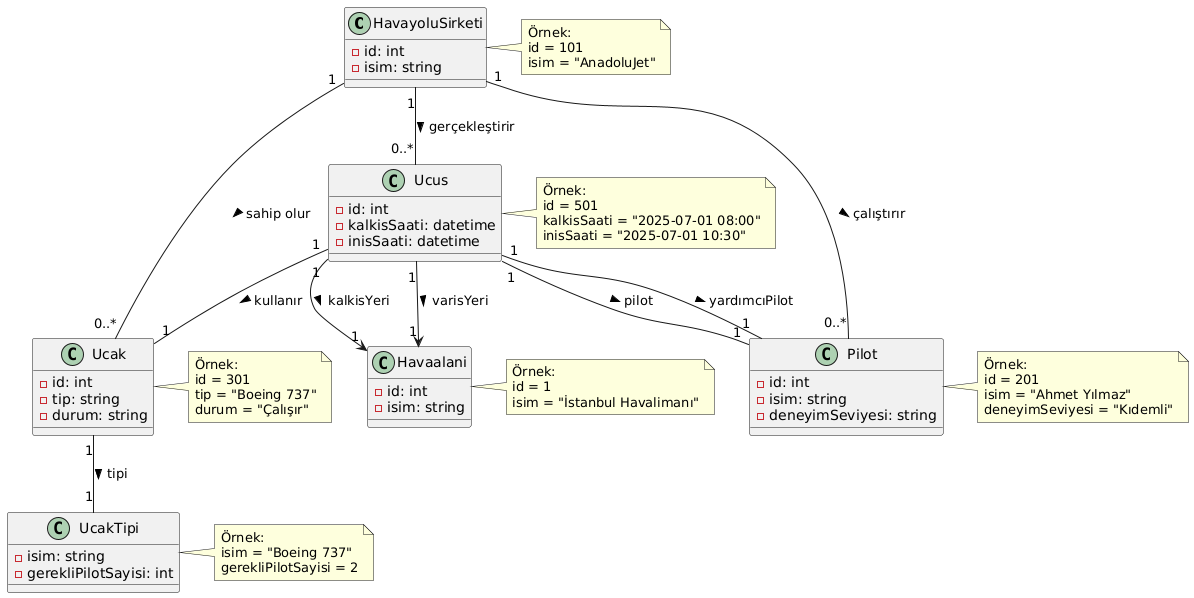 C HavayoluSirketi
id: int
isim: string
Örnek:
id = 101
isim = "AnadoluJet"
1
1
1
gerçekleştirir
0..*
sahip olur
çalıştırır
C Ucus
id: int
kalkisSaati: datetime
inisSaati: datetime
Örnek:
id = 501
kalkisSaati = "2025-07-01 08:00"
inisSaati = "2025-07-01 10:30"
1
1
1
1
1
kullanır
kalkisYeri
varisYeri
pilot
yardımcıPilot
0..*
1
1
1
1
1
0..*
C Ucak
id: int
tip: string
durum: string
Örnek:
id = 301
tip = "Boeing 737"
durum = "Çalışır"
C Havaalani
id: int
isim: string
Örnek:
id = 1
isim = "İstanbul Havalimanı"
C Pilot
id: int
isim: string
deneyimSeviyesi: string
Örnek:
id = 201
isim = "Ahmet Yılmaz"
deneyimSeviyesi = "Kıdemli"
1
tipi
1
C UcakTipi
isim: string
gerekliPilotSayisi: int
Örnek:
isim = "Boeing 737"
gerekliPilotSayisi = 2